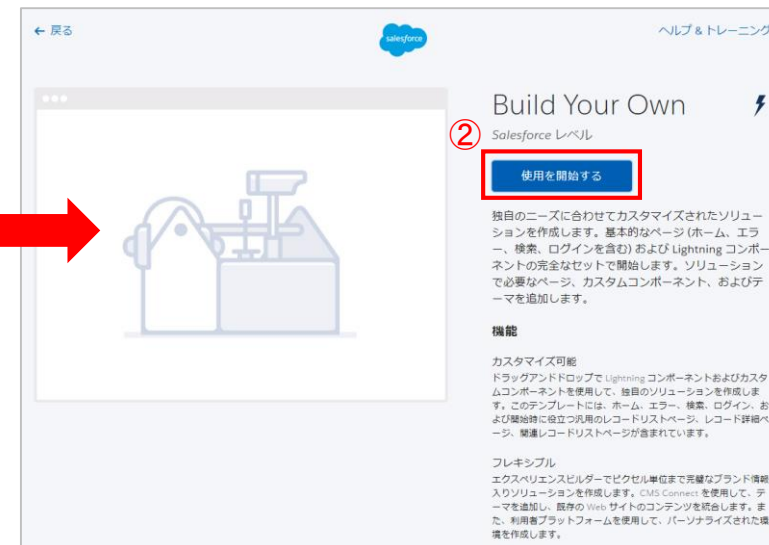 ← 戻る
salesforce
ヘルプ & トレーニング
Build Your Own
②
Salesforce レベル
使用を開始する
独自のニーズに合わせてカスタマイズされたソリュー
ションを作成します。基本的なページ (ホーム、エラ
ー、検索、ログインを含む) および Lightning コンポー
ネントの完全なセットで開始します。ソリューション
で必要なページ、カスタムコンポーネント、およびテ
ーマを追加します。
機能
カスタマイズ可能
ドラッグアンドドロップで Lightning コンポーネントおよびカスタ
ムコンポーネントを使用して、独自のソリューションを作成しま
す。このテンプレートには、ホーム、エラー、検索、ログイン、お
よび開始時に役立つ汎用のレコードリストページ、レコード詳細ペ
ージ、関連レコードリストページが含まれています。
フレキシブル
エクスペリエンスビルダーでピクセル単位まで完璧なブランド情報
入りソリューションを作成します。CMS Connect を使用して、テ
ーマを追加し、既存の Web サイトのコンテンツを統合します。ま
た、利用者プラットフォームを使用して、パーソナライズされた環
境を作成します。